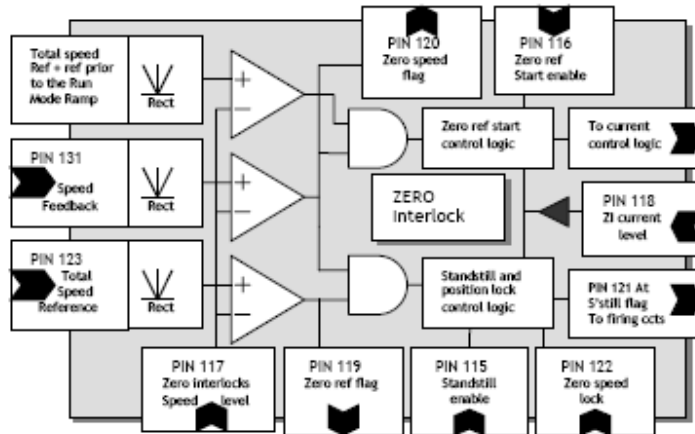 Total speed
Ref + ref prior
to the Run
Mode Ramp
Rect
PIN 120
Zero speed
flag
PIN 116
Zero ref
Start enable
Zero ref start
control logic
To current
control logic
PIN 131
Speed
Feedback
Rect
ZERO
Interlock
PIN 118
ZI current
level
PIN 123
Total
Speed
Reference
Rect
Standstill and
position lock
control logic
PIN 121 At
S'still flag
To firing ccts
PIN 117
Zero interlocks
Speed level
PIN 119
Zero ref flag
PIN 115
Standstill
enable
PIN 122
Zero speed
lock